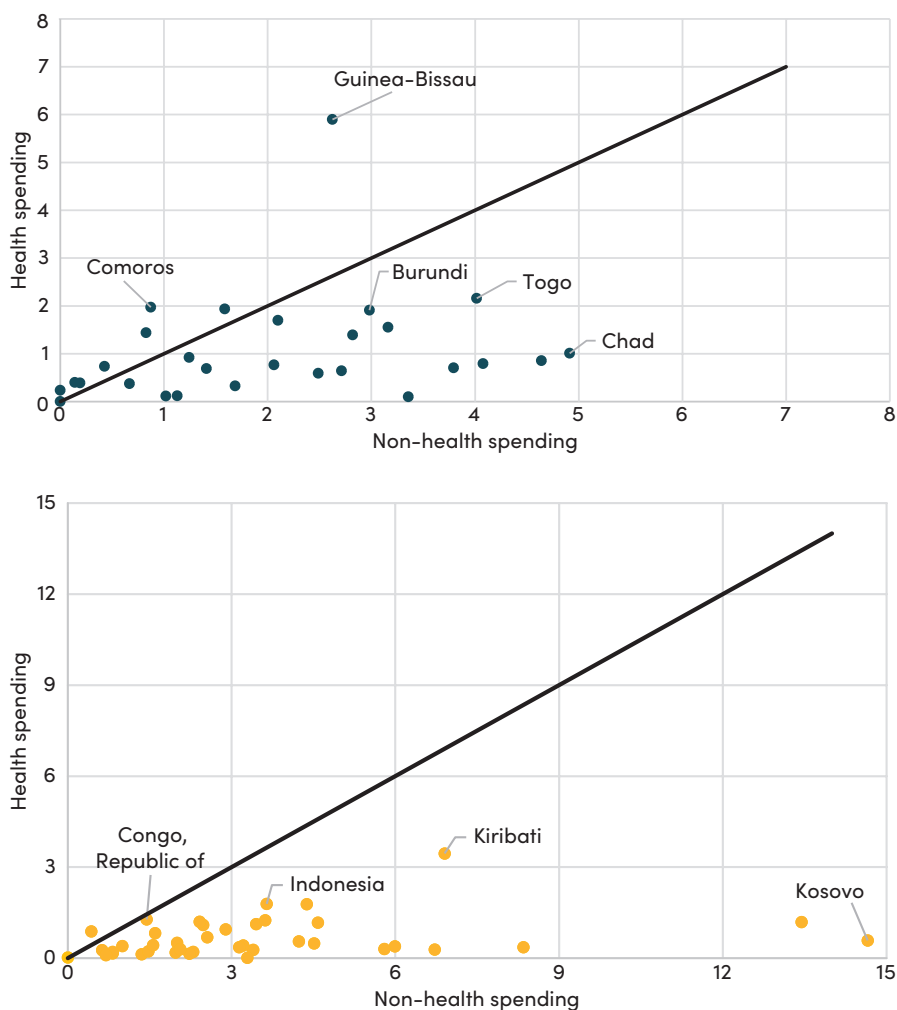 8
7
Guinea-Bissau
6
5
4
3
Comoros
Burundi
Togo
2
Chad
1
0
0 1 2 3 4 5 6 7 8
Health spending
Non-health spending
15
12
9
6
Congo,
Republic of
Kiribati
3
Indonesia
Kosovo
0
0 3 6 9 12 15
Health spending
Non-health spending